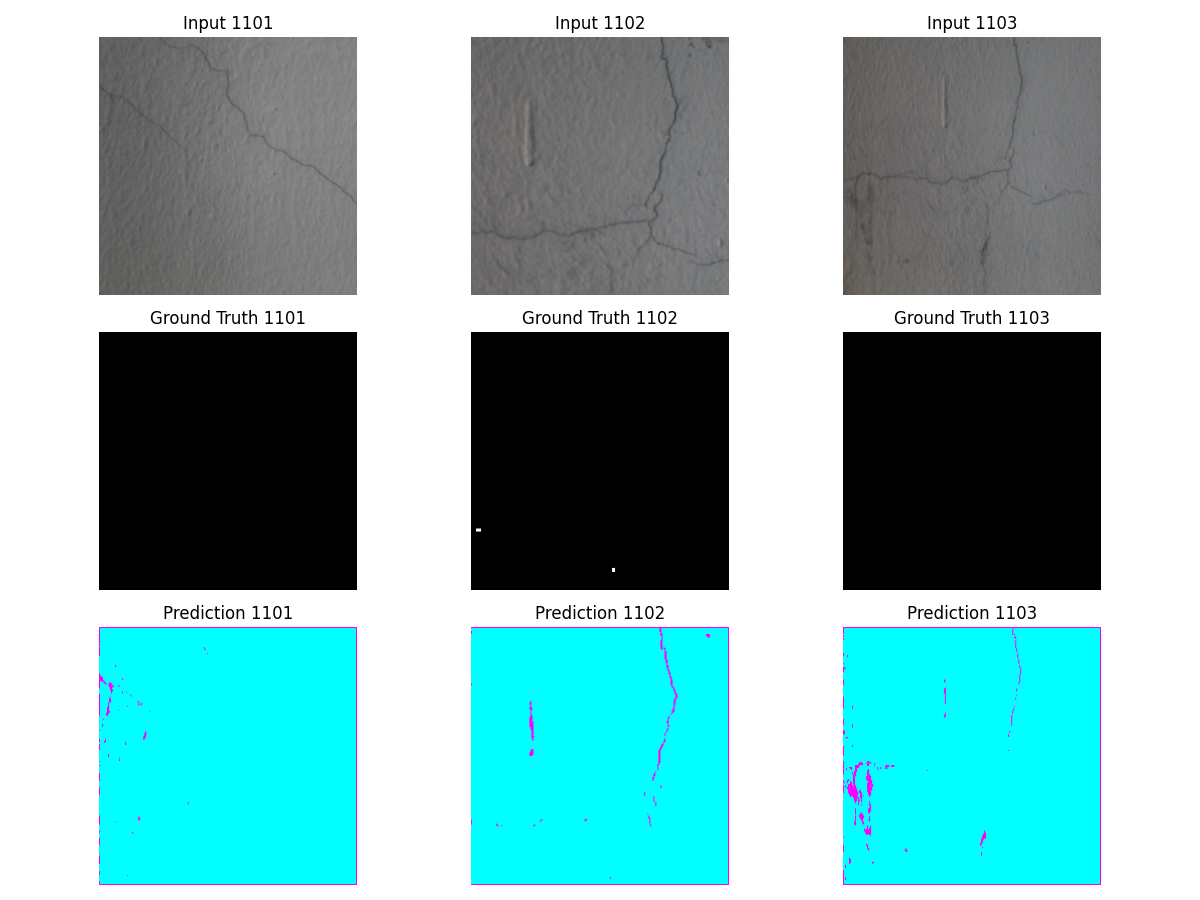 Input 1101
Input 1102
Input 1103
Ground Truth 1101
Ground Truth 1102
Ground Truth 1103
Prediction 1101
Prediction 1102
Prediction 1103